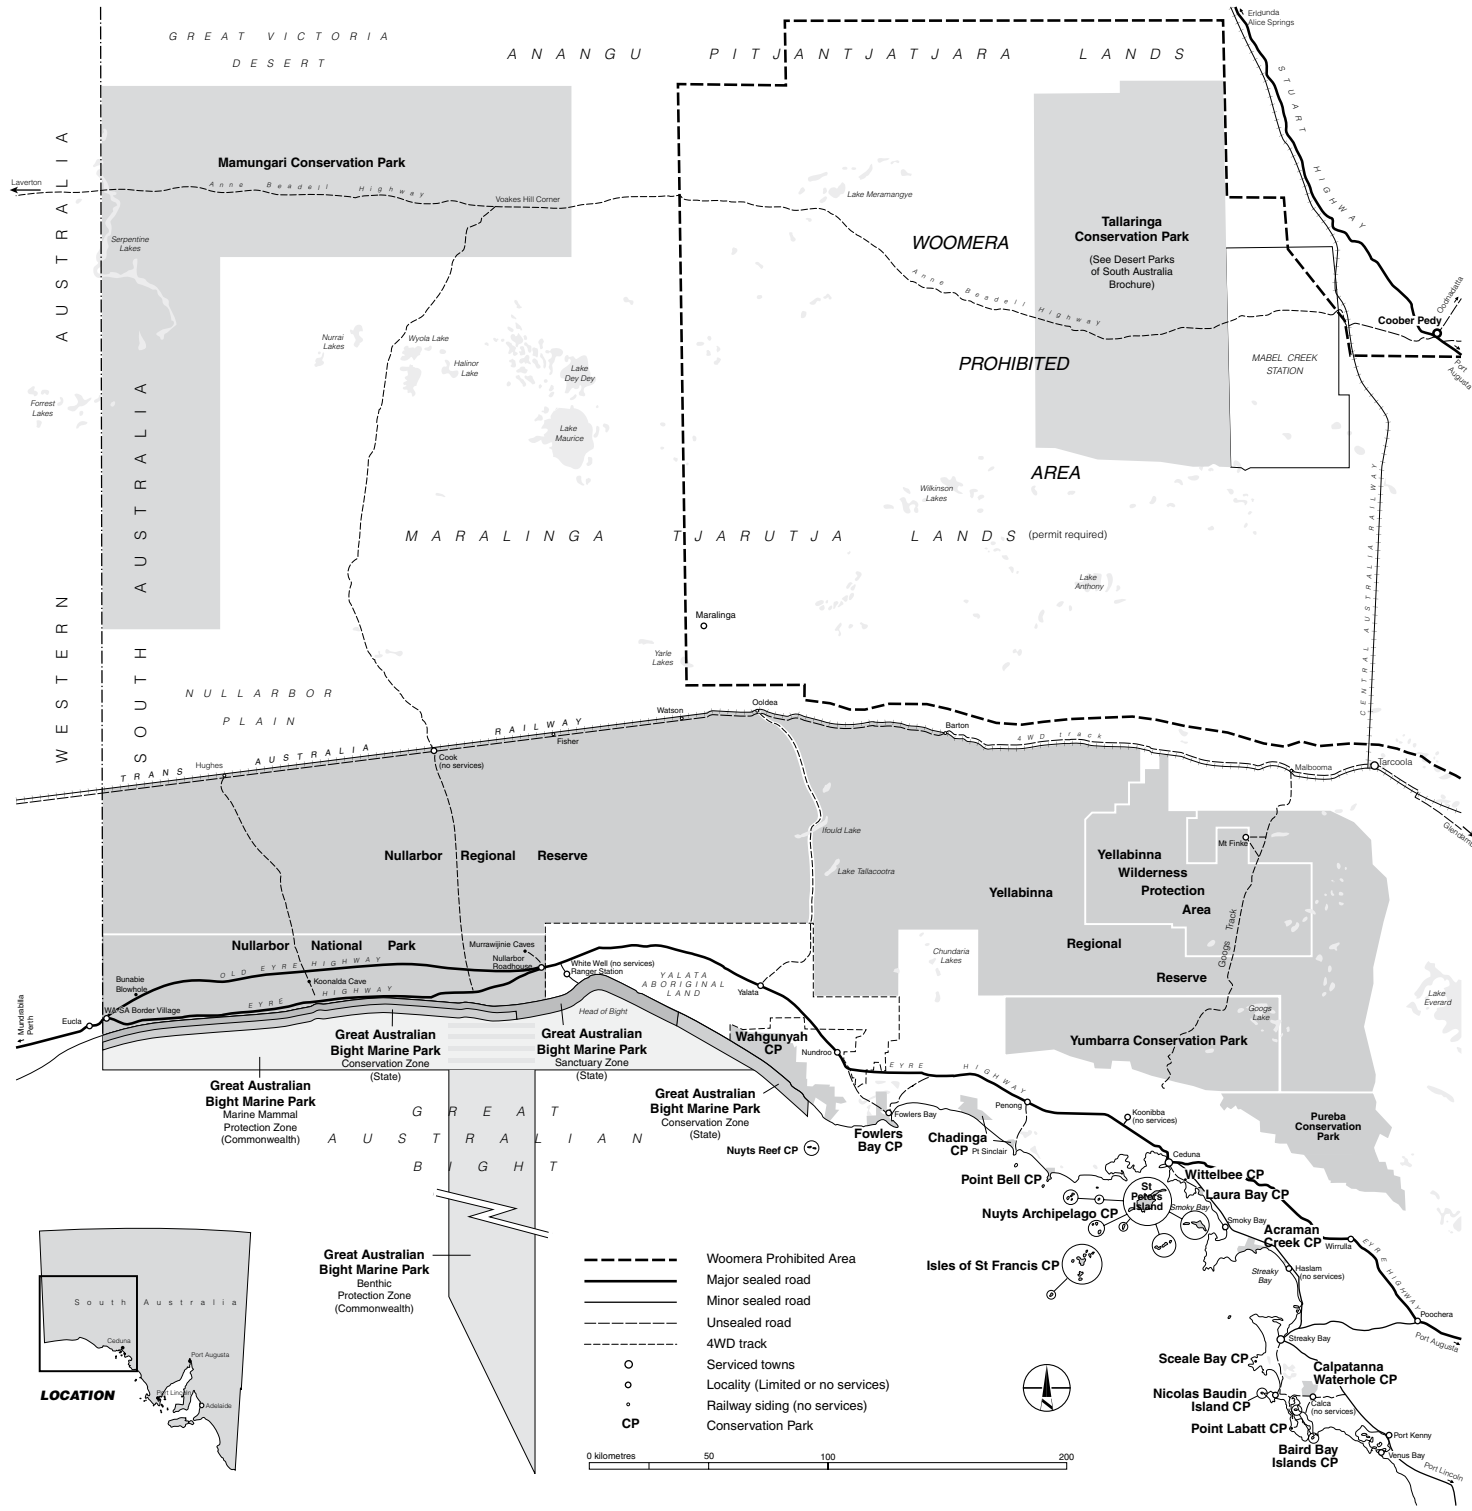 GREAT VICTORIA
DESERT
ANANGU PITJANTJATJARA LANDS
Erldunda
Alice Springs
STUART HIGHWAY
WESTERN AUSTRALIA
SOUTH AUSTRALIA
Laverton
Mamungari Conservation Park
Anne Beadell Highway
Voakes Hill Corner
Serpentine
Lakes
Lake Meramangye
WOOMERA
Tallaringa
Conservation Park
(See Desert Parks
of South Australia
Brochure)
Anne Beadell Highway
Oodnadatta
Coober Pedy
Port
Augusta
Nurrai
Lakes
Wyola Lake
Halinor
Lake
Lake
Dey Dey
PROHIBITED
MABEL CREEK
STATION
Forrest
Lakes
Lake
Maurice
AREA
Wilkinson
Lakes
CENTRAL AUSTRALIA RAILWAY
MARALINGA TJARUTJA LANDS (permit required)
Lake
Anthony
Maralinga
Yarle
Lakes
NULLARBOR
PLAIN
Watson
Ooldea
Barton
4WD track
TRANS AUSTRALIA RAILWAY
Hughes
Fisher
Cook
(no services)
Malbooma
Tarcoola
Ifould Lake
Mt Finke
Nullarbor Regional Reserve
Lake Tallacootra
Yellabinna
Wilderness
Protection
Area
Yellabinna
Regional
Reserve
Googs Track
Nullarbor National Park
Murrawijinie Caves
Nullarbor
Roadhouse
White Well (no services)
Ranger Station
YALATA
ABORIGINAL
LAND
Chundaria
Lakes
OLD EYRE HIGHWAY
Bunabie
Blowhole
Koonalda Cave
Yalata
Lake
Everard
EYRE HIGHWAY
WA-SA Border Village
Eucla
Mundrabilla
Perth
Head of Bight
Googs
Lake
Great Australian
Bight Marine Park
Conservation Zone
(State)
Great Australian
Bight Marine Park
Sanctuary Zone
(State)
Wahgunyah
CP
Nundroo
Yumbarra Conservation Park
EYRE HIGHWAY
Great Australian
Bight Marine Park
Marine Mammal
Protection Zone
(Commonwealth)
Great Australian
Bight Marine Park
Conservation Zone
(State)
GREAT
AUSTRALIAN
BIGHT
Penong
Fowlers Bay
Koonibba
(no services)
Pureba
Conservation
Park
Nuyts Reef CP
Fowlers
Bay CP
Chadinga
CP
Pt Sinclair
Ceduna
Point Bell CP
Wittelbee CP
St
Peters
Island
Laura Bay CP
Smoky Bay
Nuyts Archipelago CP
Smoky Bay
Acraman
Creek CP
Wirrulla
EYRE HIGHWAY
Isles of St Francis CP
Streaky
Bay
Haslam
(no services)
Great Australian
Bight Marine Park
Benthic
Protection Zone
(Commonwealth)
Poochera
Port Augusta
Streaky Bay
Sceale Bay CP
Calpatanna
Waterhole CP
Nicolas Baudin
Island CP
Calca
(no services)
Point Labatt CP
Port Kenny
Baird Bay
Islands CP
Venus Bay
Port Lincoln
Woomera Prohibited Area
Major sealed road
Minor sealed road
Unsealed road
4WD track
Serviced towns
Locality (Limited or no services)
Railway siding (no services)
CP Conservation Park
0 kilometres 50 100 200
South Australia
Ceduna
Port Augusta
Port Lincoln
Adelaide
LOCATION